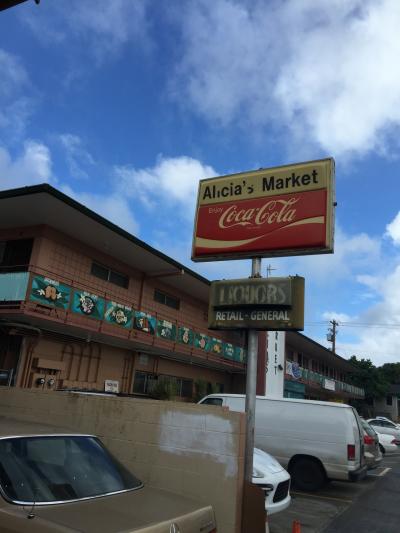 Alicia's Market
Enjoy
Coca-Cola
LIQUORS
RETAIL - GENERAL